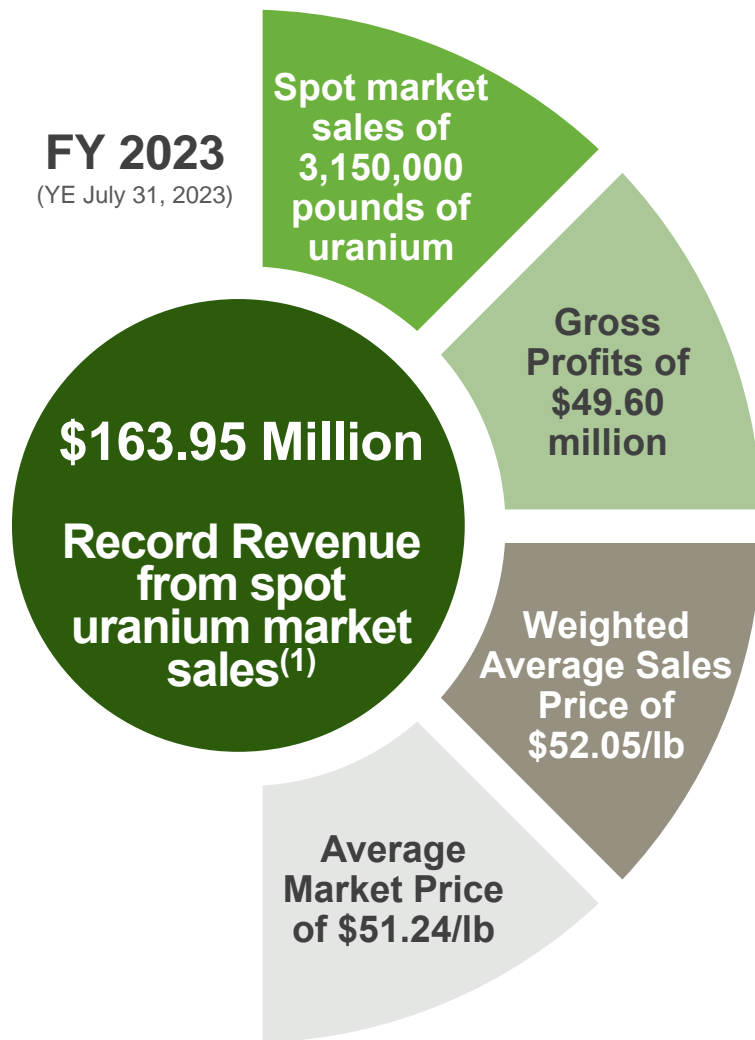 FY 2023
(YE July 31, 2023)
Spot market
sales of
3,150,000
pounds of
uranium
Gross
Profits of
$49.60
million
$163.95 Million
Record Revenue
from spot
uranium market
sales(1)
Weighted
Average Sales
Price of
$52.05/lb
Average
Market Price
of $51.24/lb